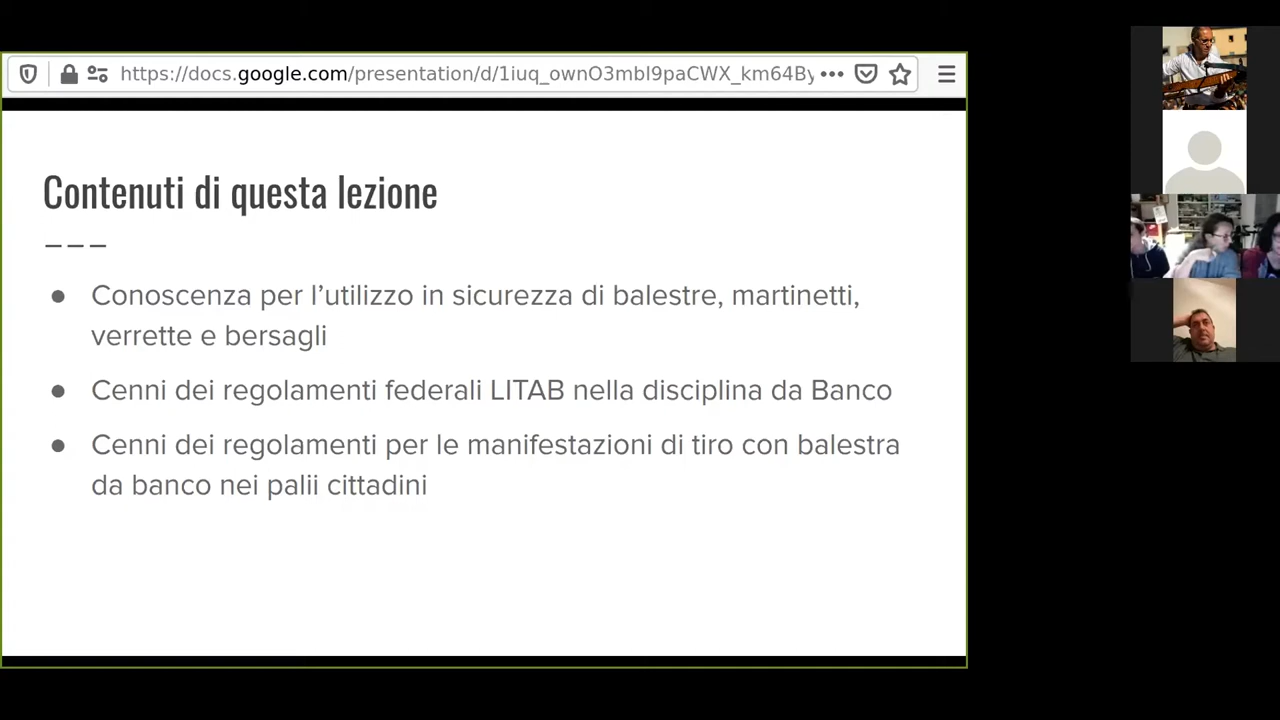 https://docs.google.com/presentation/d/1iuq_ownO3mbl9paCWX_km64By
Contenuti di questa lezione
● Conoscenza per l’utilizzo in sicurezza di balestre, martinetti,
verrette e bersagli
● Cenni dei regolamenti federali LITAB nella disciplina da Banco
● Cenni dei regolamenti per le manifestazioni di tiro con balestra
da banco nei palii cittadini